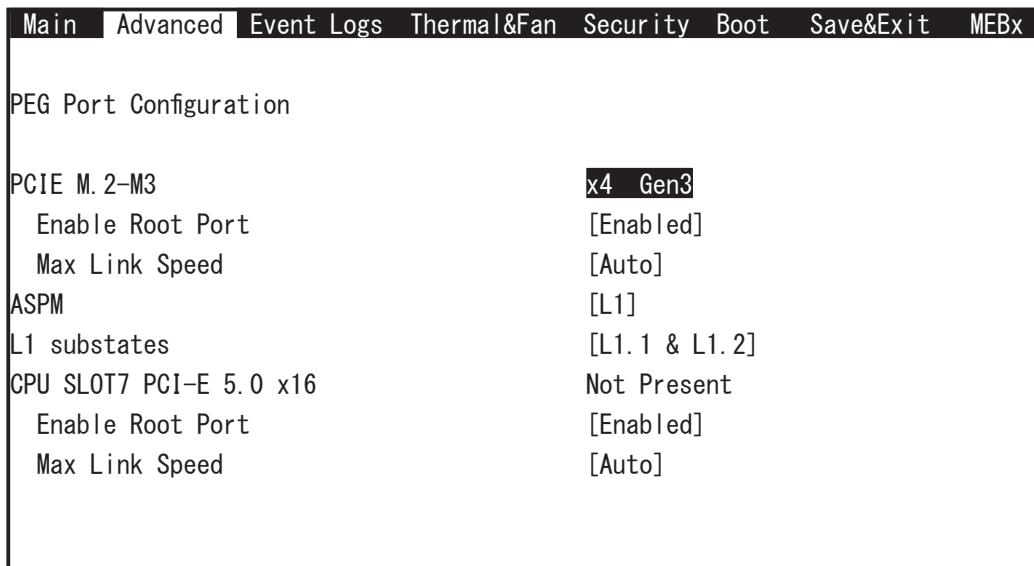 Main Advanced Event Logs Thermal&Fan Security Boot Save&Exit MEBx
PEG Port Configuration
PCIE M.2-M3 x4 Gen3
Enable Root Port [Enabled]
Max Link Speed [Auto]
ASPM [L1]
L1 substates [L1.1 & L1.2]
CPU SLOT7 PCI-E 5.0 x16 Not Present
Enable Root Port [Enabled]
Max Link Speed [Auto]